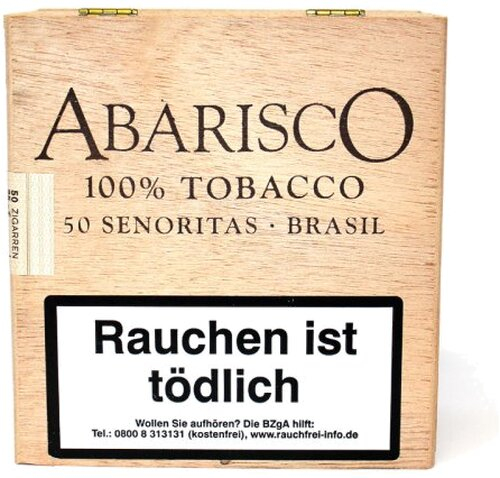 ABARISCO
100% TOBACCO
50 SENORITAS · BRASIL
50 ZIGARREN
Rauchen ist
tödlich
Wollen Sie aufhören? Die BZgA hilft:
Tel.: 0800 8 313131 (kostenfrei), www.rauchfrei-info.de